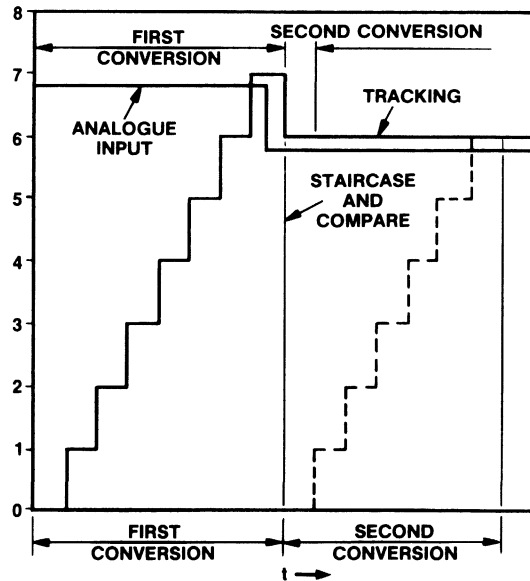 8
FIRST
CONVERSION
SECOND CONVERSION
7
ANALOGUE
INPUT
TRACKING
6
STAIRCASE
AND
COMPARE
5
4
3
2
1
0
FIRST
CONVERSION
SECOND
CONVERSION
t